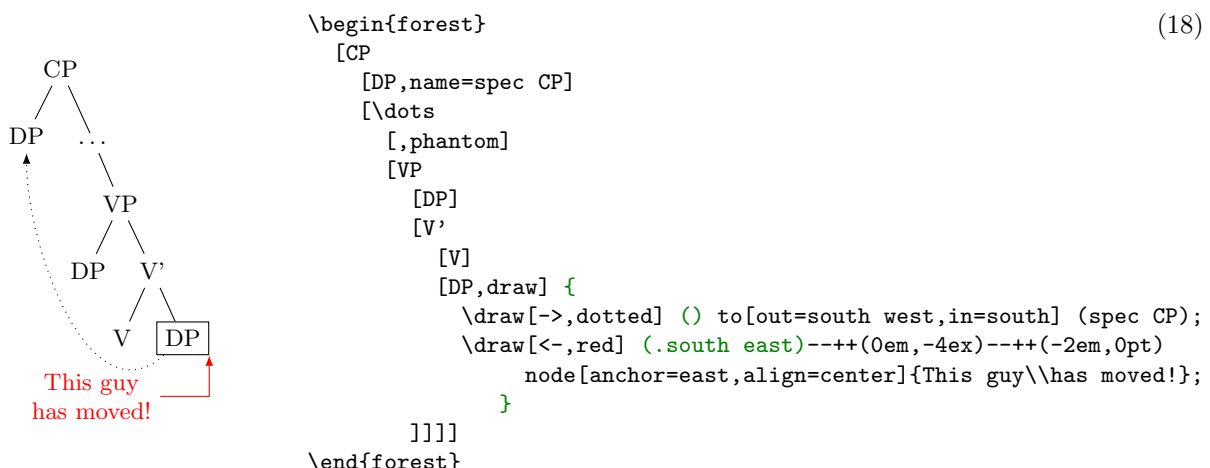 CP
DP
...
VP
DP
V'
V
DP
This guy
has moved!
\begin{forest}
(18)
[CP
[DP,name=spec CP]
[\dots
[,phantom]
[VP
[DP]
[V'
[V]
[DP,draw] {
\draw[->,dotted] () to[out=south west,in=south] (spec CP);
\draw[<-,red] (.south east)--++(0em,-4ex)--++(-2em,0pt)
node[anchor=east,align=center]{This guy\\has moved!};
}
]]]]
\end{forest}